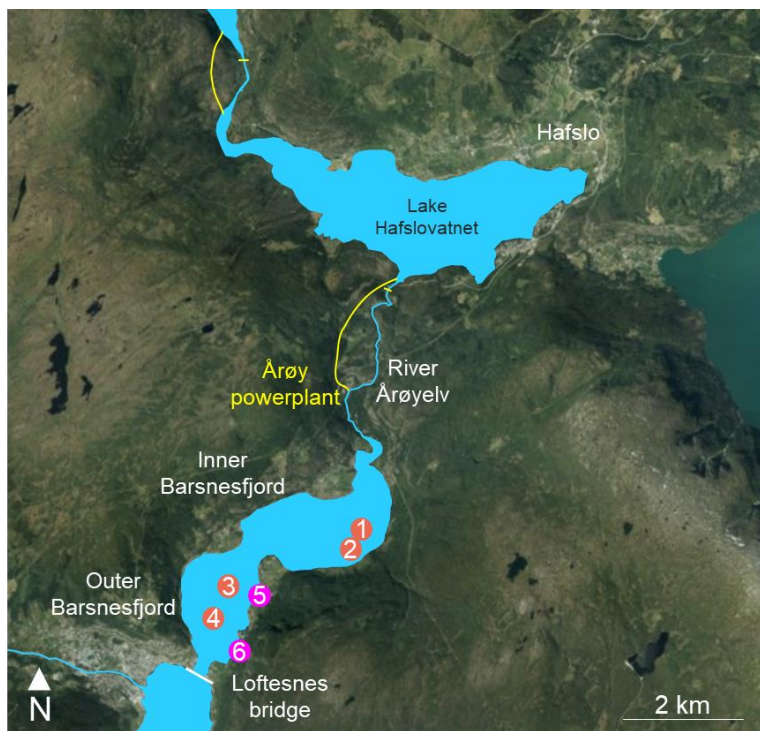 Hafslo
Lake
Hafslovatnet
Årøy
powerplant
River
Årøyelv
Inner
Barsnesfjord
1
2
Outer
Barsnesfjord
3
5
4
6
Loftesnes
bridge
N
2 km